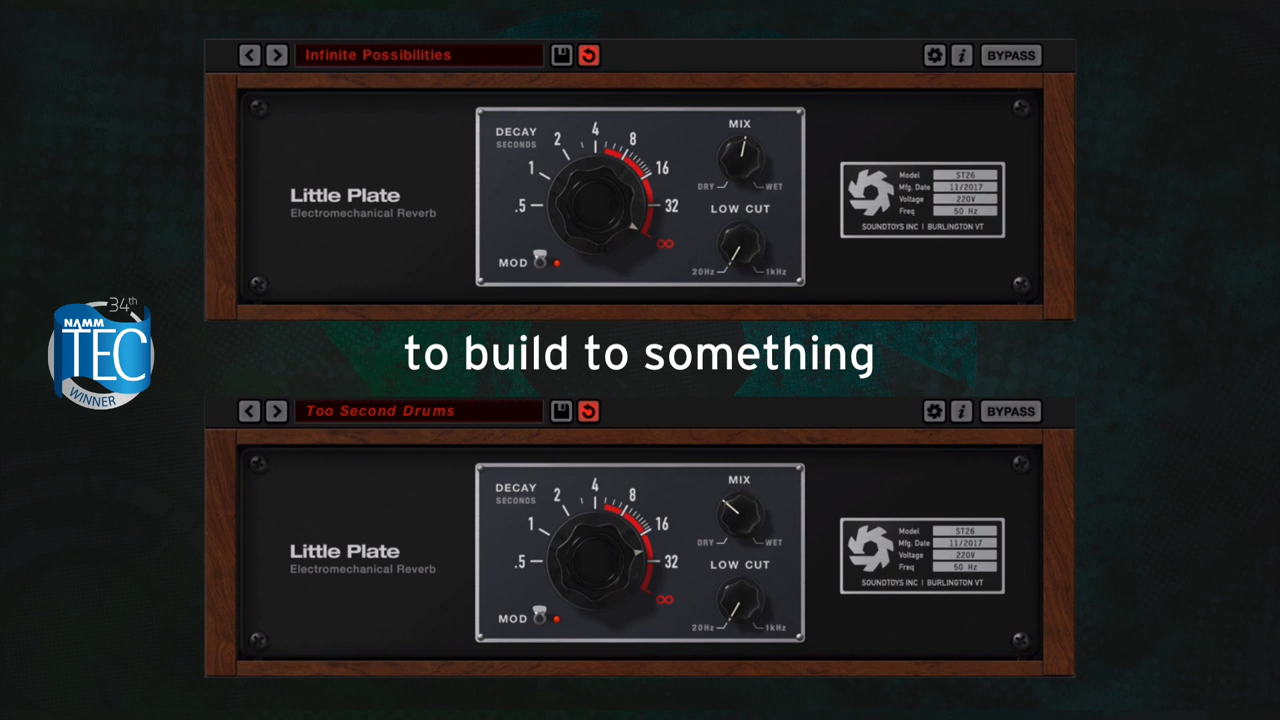 Infinite Possibilities
BYPASS
Little Plate
Electromechanical Reverb
DECAY
SECONDS
.5
1
2
4
8
16
32
∞
MOD
MIX
DRY
WET
LOW CUT
20Hz
1kHz
Model ST26
Mfg. Date 11/2017
Voltage 220V
Freq 50 Hz
SOUNDTOYS INC | BURLINGTON VT
34th
NAMM
TEC
WINNER
to build to something
Too Second Drums
BYPASS
Little Plate
Electromechanical Reverb
DECAY
SECONDS
.5
1
2
4
8
16
32
∞
MOD
MIX
DRY
WET
LOW CUT
20Hz
1kHz
Model ST26
Mfg. Date 11/2017
Voltage 220V
Freq 50 Hz
SOUNDTOYS INC | BURLINGTON VT